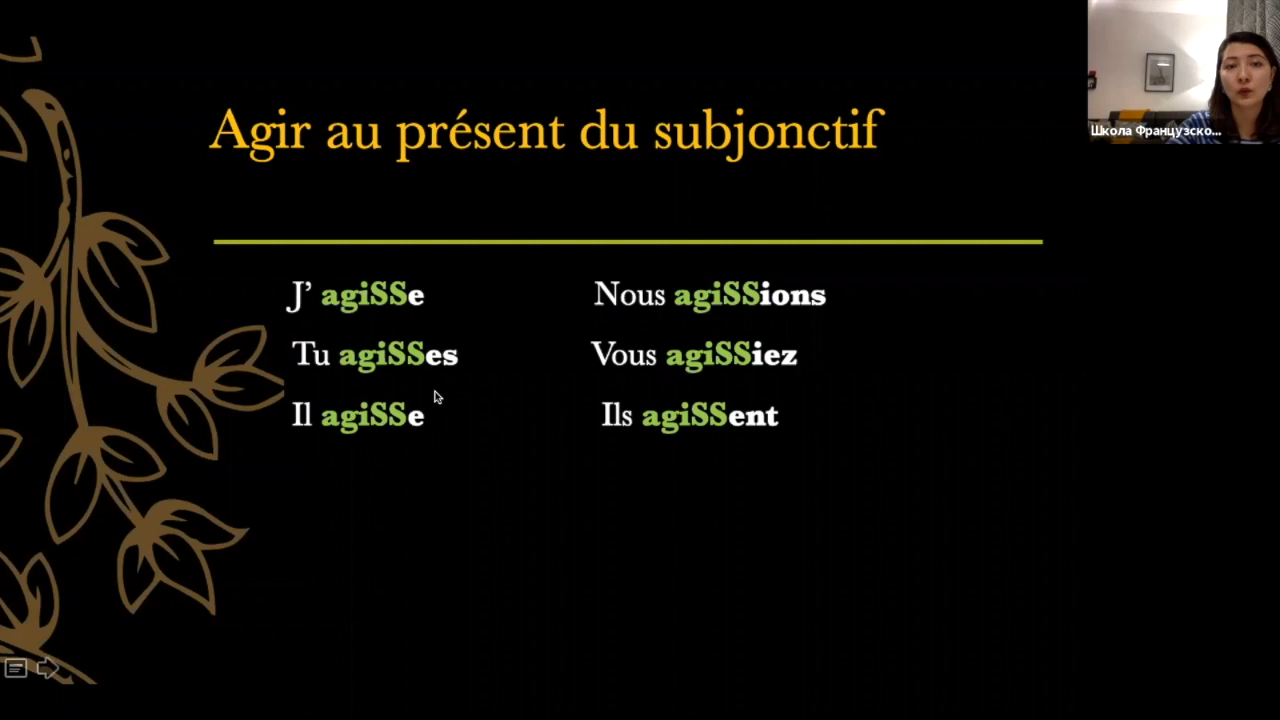 Школа Французско...
Agir au présent du subjonctif
J’ agiSSe
Tu agiSSes
Il agiSSe
Nous agiSSions
Vous agiSSiez
Ils agiSSent